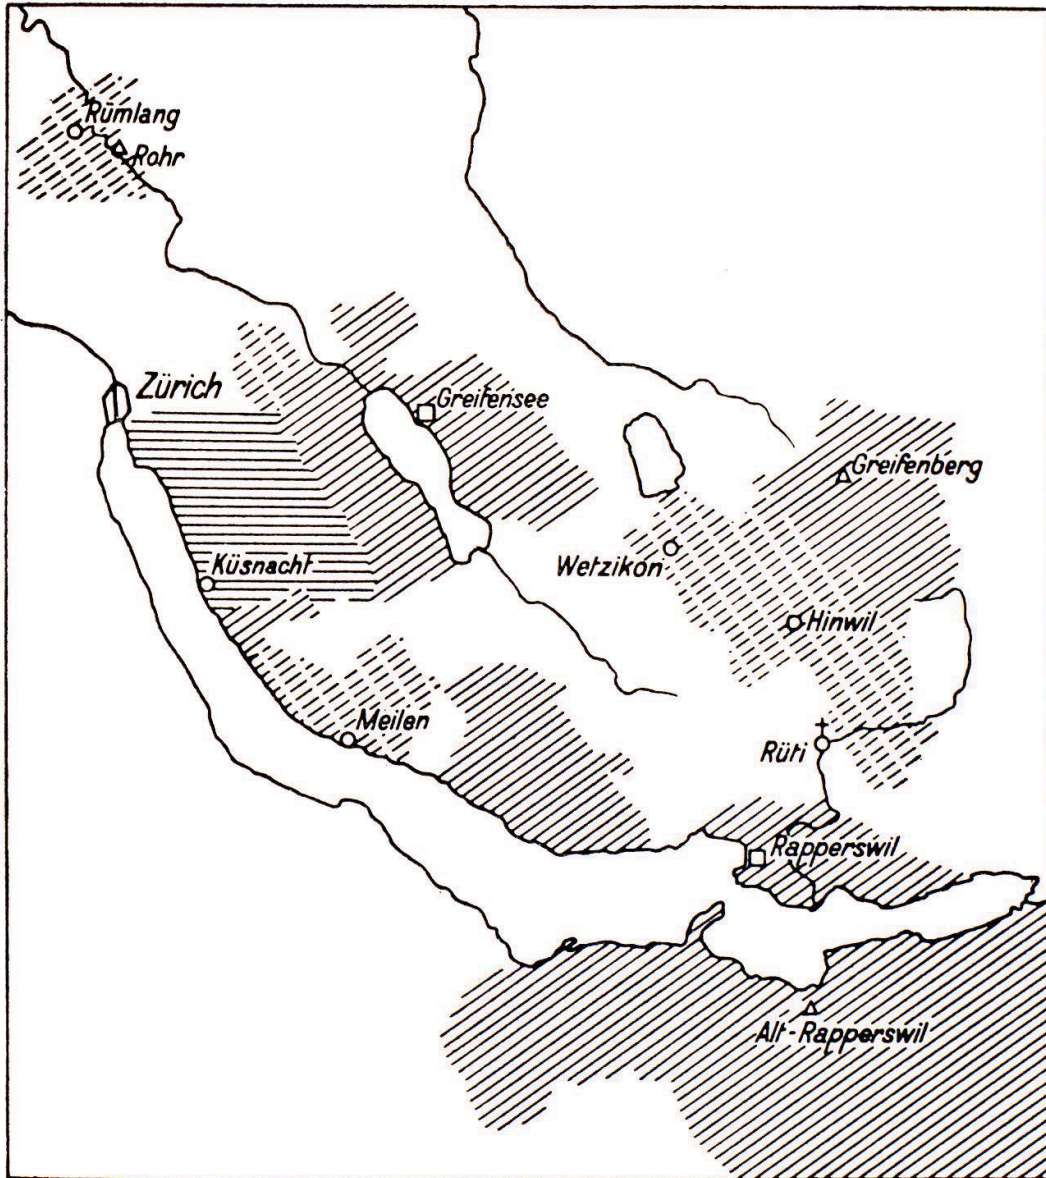 Rümlang
Rohr
Zürich
Greifensee
Greifenberg
Wetzikon
Küsnacht
Hinwil
Meilen
Rüti
Rapperswil
Alt-Rapperswil